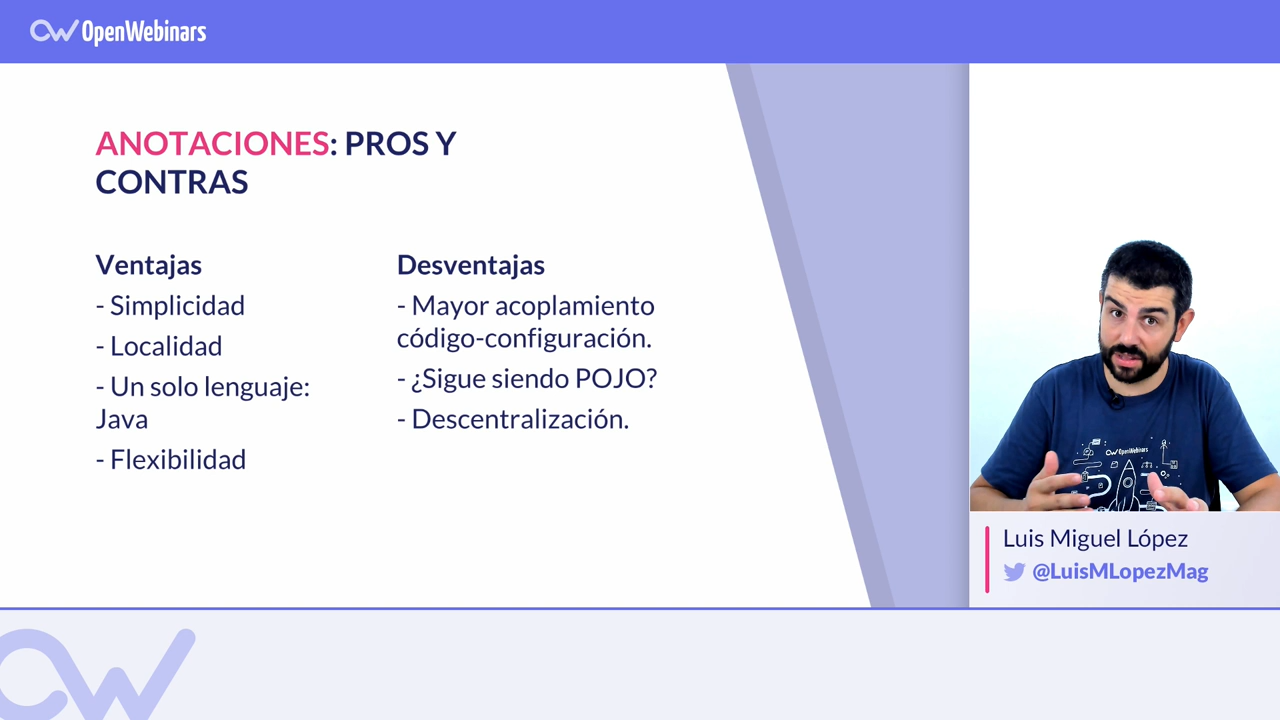 OpenWebinars
ANOTACIONES: PROS Y
CONTRAS
Ventajas
- Simplicidad
- Localidad
- Un solo lenguaje:
Java
- Flexibilidad
Desventajas
- Mayor acoplamiento
código-configuración.
- ¿Sigue siendo POJO?
- Descentralización.
OpenWebinars
Luis Miguel López
@LuisMLopezMag